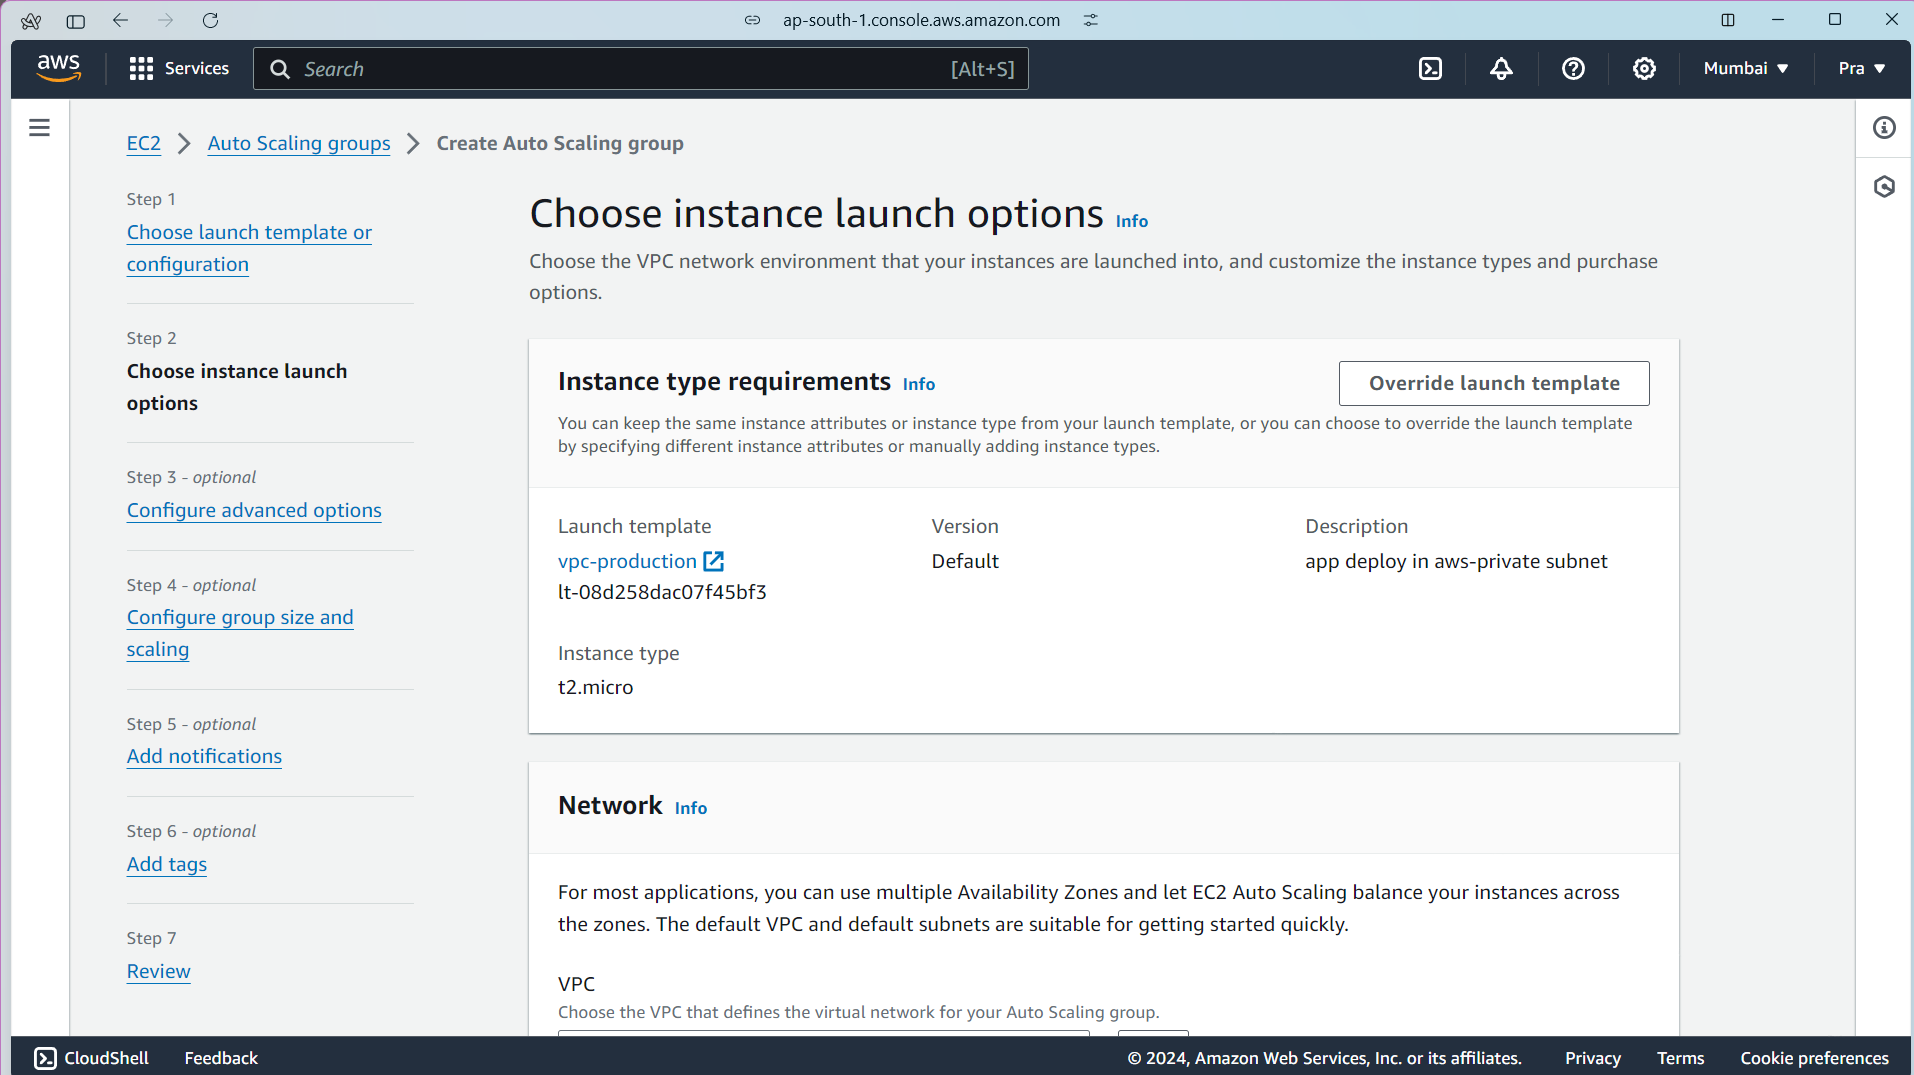 ap-south-1.console.aws.amazon.com
aws
Services
Search
[Alt+S]
Mumbai
Pra
EC2
Auto Scaling groups
Create Auto Scaling group
Step 1
Choose launch template or
configuration
Step 2
Choose instance launch
options
Step 3 - optional
Configure advanced options
Step 4 - optional
Configure group size and
scaling
Step 5 - optional
Add notifications
Step 6 - optional
Add tags
Step 7
Review
Choose instance launch options Info
Choose the VPC network environment that your instances are launched into, and customize the instance types and purchase
options.
Instance type requirements Info
Override launch template
You can keep the same instance attributes or instance type from your launch template, or you can choose to override the launch template
by specifying different instance attributes or manually adding instance types.
Launch template
vpc-production
lt-08d258dac07f45bf3
Version
Default
Description
app deploy in aws-private subnet
Instance type
t2.micro
Network Info
For most applications, you can use multiple Availability Zones and let EC2 Auto Scaling balance your instances across
the zones. The default VPC and default subnets are suitable for getting started quickly.
VPC
Choose the VPC that defines the virtual network for your Auto Scaling group.
CloudShell
Feedback
© 2024, Amazon Web Services, Inc. or its affiliates.
Privacy
Terms
Cookie preferences